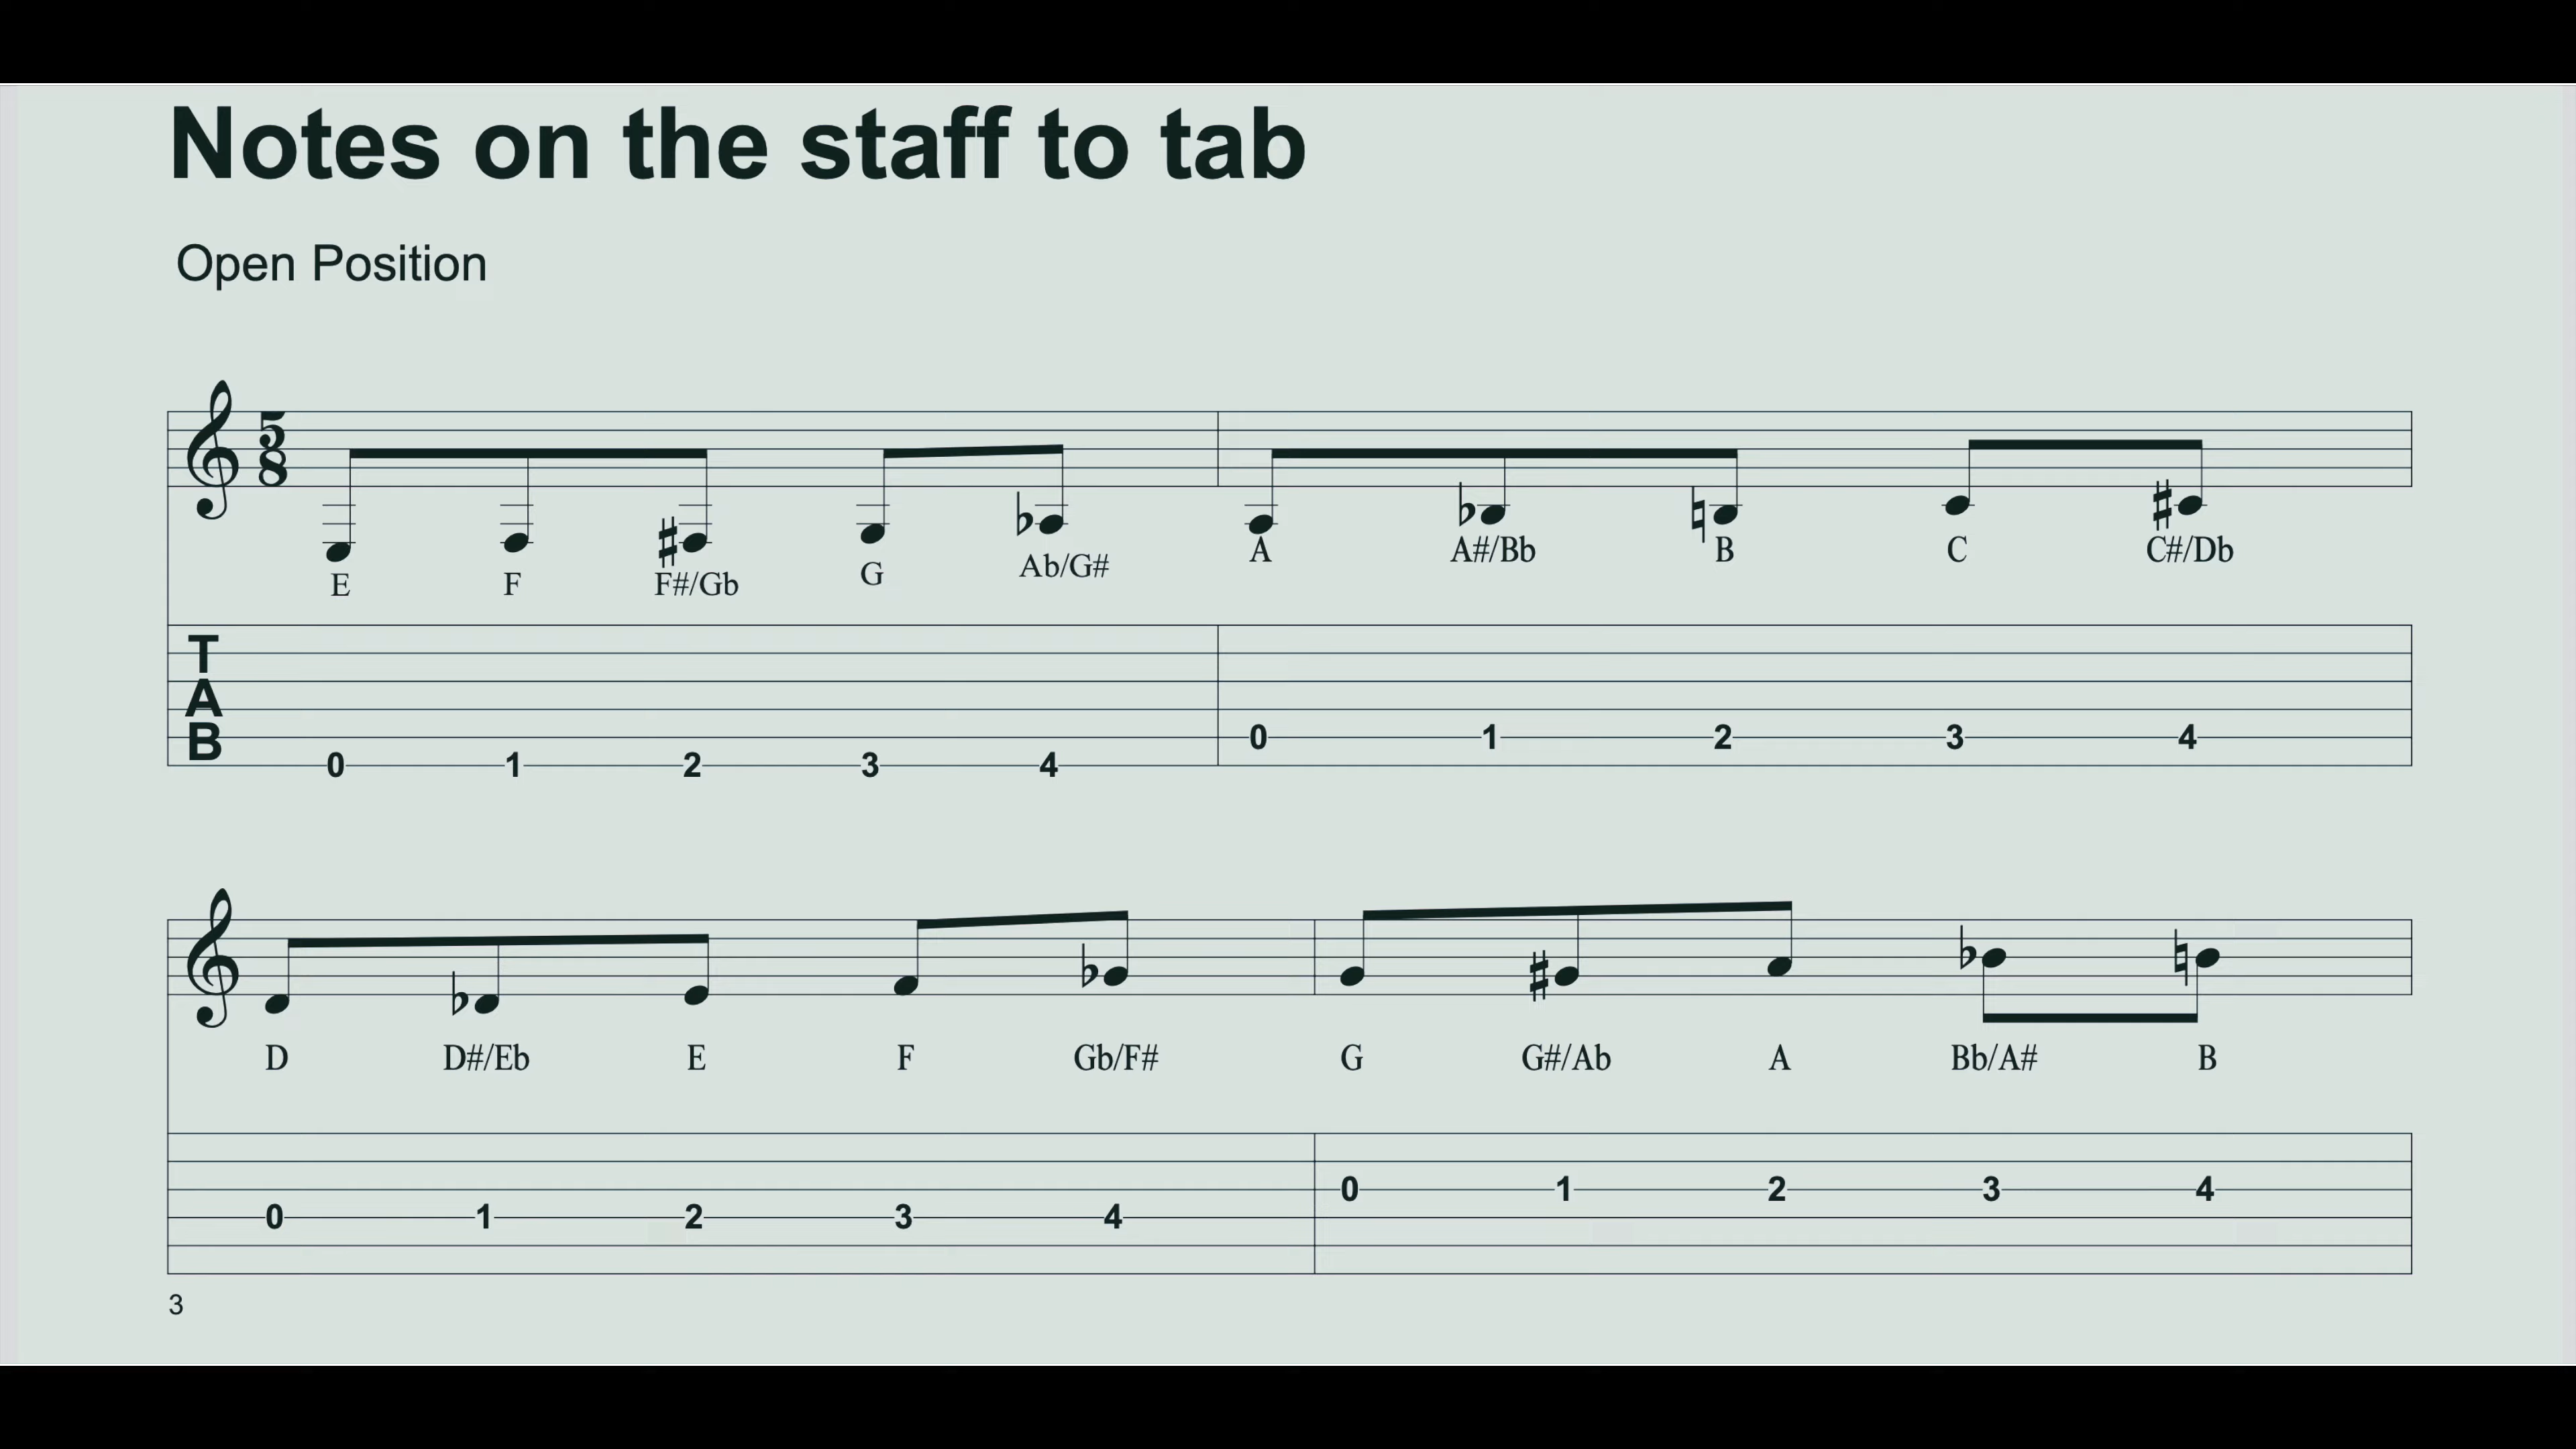 Notes on the staff to tab
Open Position
5
8
E F F#/Gb G Ab/G# A A#/Bb B C C#/Db
T
A
B
0 1 2 3 4 0 1 2 3 4
D D#/Eb E F Gb/F# G G#/Ab A Bb/A# B
0 1 2 3 4 0 1 2 3 4
3